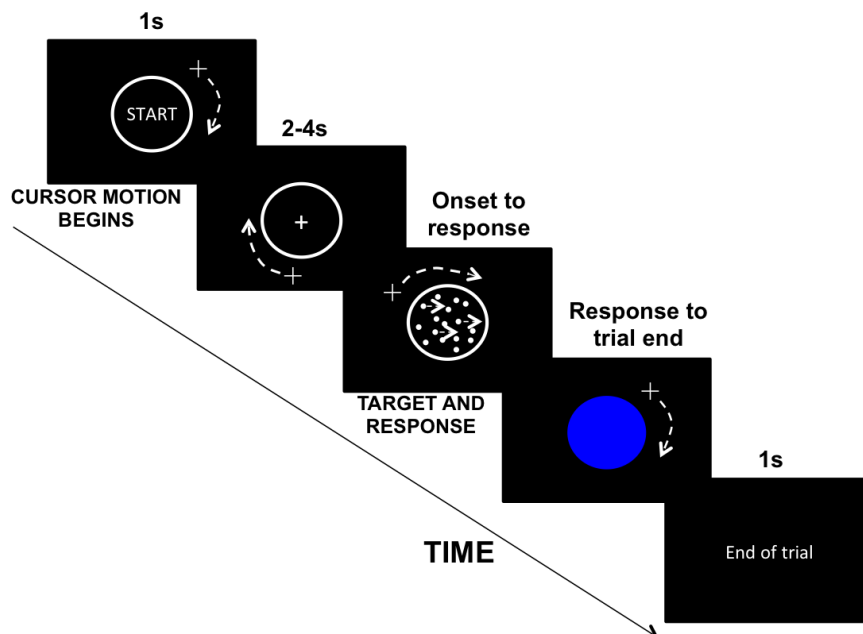 1s
START
CURSOR MOTION
BEGINS
2-4s
+
Onset to
response
TARGET AND
RESPONSE
Response to
trial end
1s
End of trial
TIME